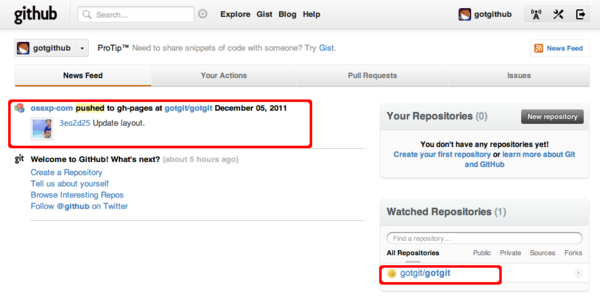 github
Search...
Explore Gist Blog Help
gotgithub
gotgithub
ProTip™ Need to share snippets of code with someone? Try Gist.
News Feed
News Feed
Your Actions
Pull Requests
Issues
ossxp-com pushed to gh-pages at gotgit/gotgit December 05, 2011
3ea2d25 Update layout.
git Welcome to GitHub! What's next? (about 5 hours ago)
Create a Repository
Tell us about yourself
Browse Interesting Repos
Follow @github on Twitter
Your Repositories (0)
New repository
You don't have any repositories yet!
Create your first repository or learn more about Git
and GitHub
Watched Repositories (1)
Find a repository...
All Repositories Public Private Sources Forks
gotgit/gotgit